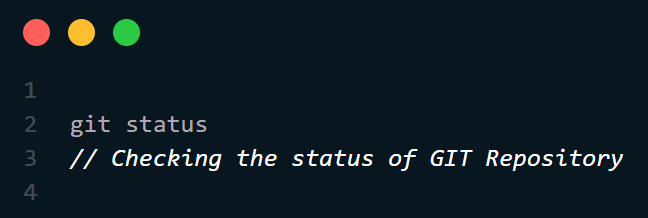 1
2 git status
3 // Checking the status of GIT Repository
4